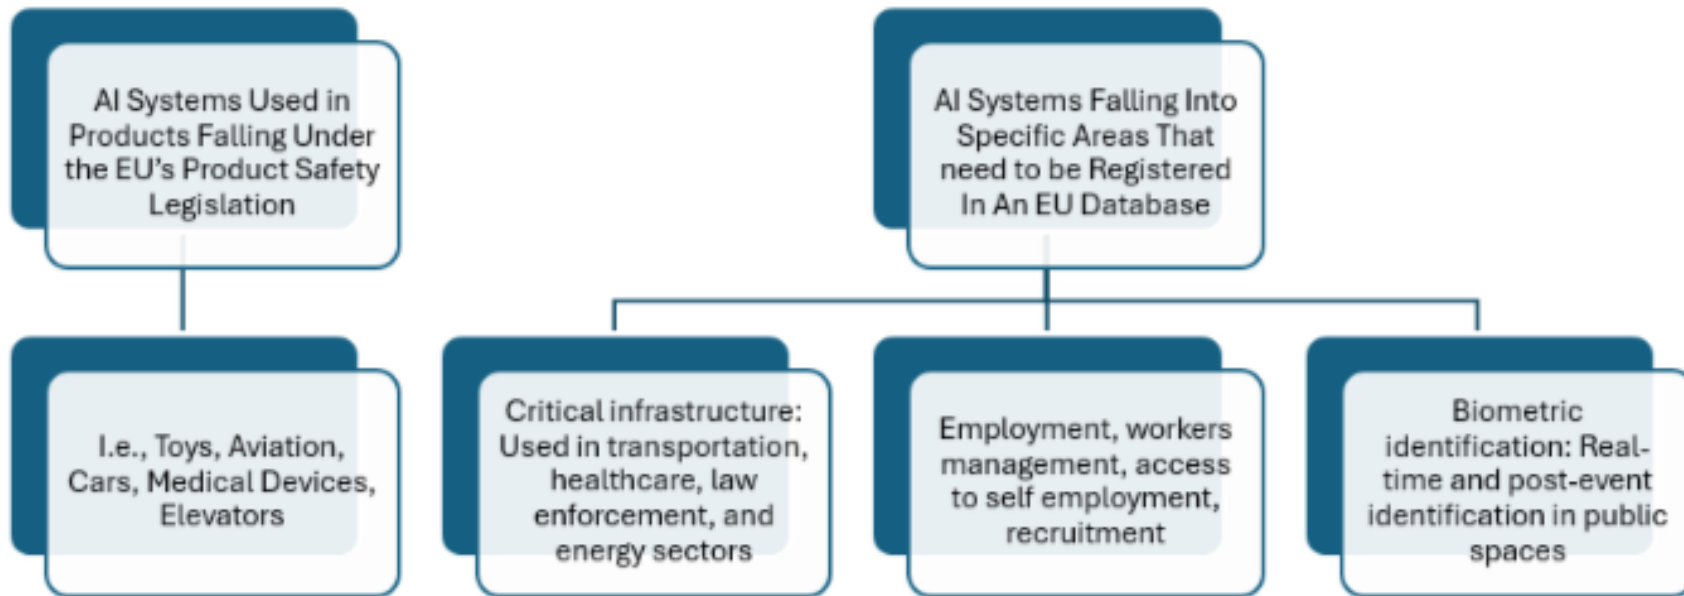 AI Systems Used in
Products Falling Under
the EU's Product Safety
Legislation
AI Systems Falling Into
Specific Areas That
need to be Registered
In An EU Database
I.e., Toys, Aviation,
Cars, Medical Devices,
Elevators
Critical infrastructure:
Used in transportation,
healthcare, law
enforcement, and
energy sectors
Employment, workers
management, access
to self employment,
recruitment
Biometric
identification: Real-
time and post-event
identification in public
spaces